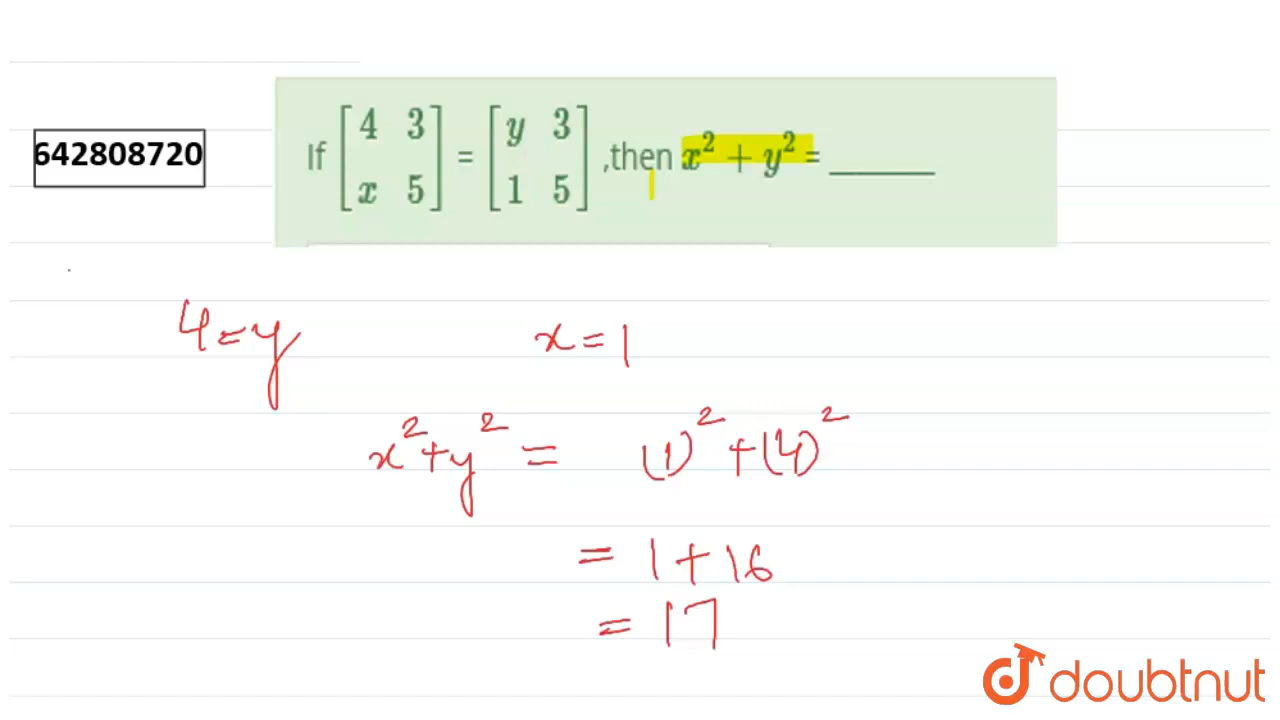 642808720
If [4 3; x 5] = [y 3; 1 5] ,then x² + y² = ______
4=y x=1
x²+y² = (1)²+(4)²
= 1+16
= 17
doubtnut